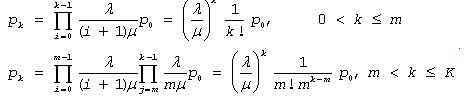 p_k = ∏_{i=0}^{k-1} λ/((i + 1)μ) p_0 = (λ/μ)^k 1/k! p_0, 0 < k ≤ m
p_k = ∏_{i=0}^{m-1} λ/((i + 1)μ) ∏_{j=m}^{k-1} λ/(mμ) p_0 = (λ/μ)^k 1/(m! m^{k-m}) p_0, m < k ≤ K